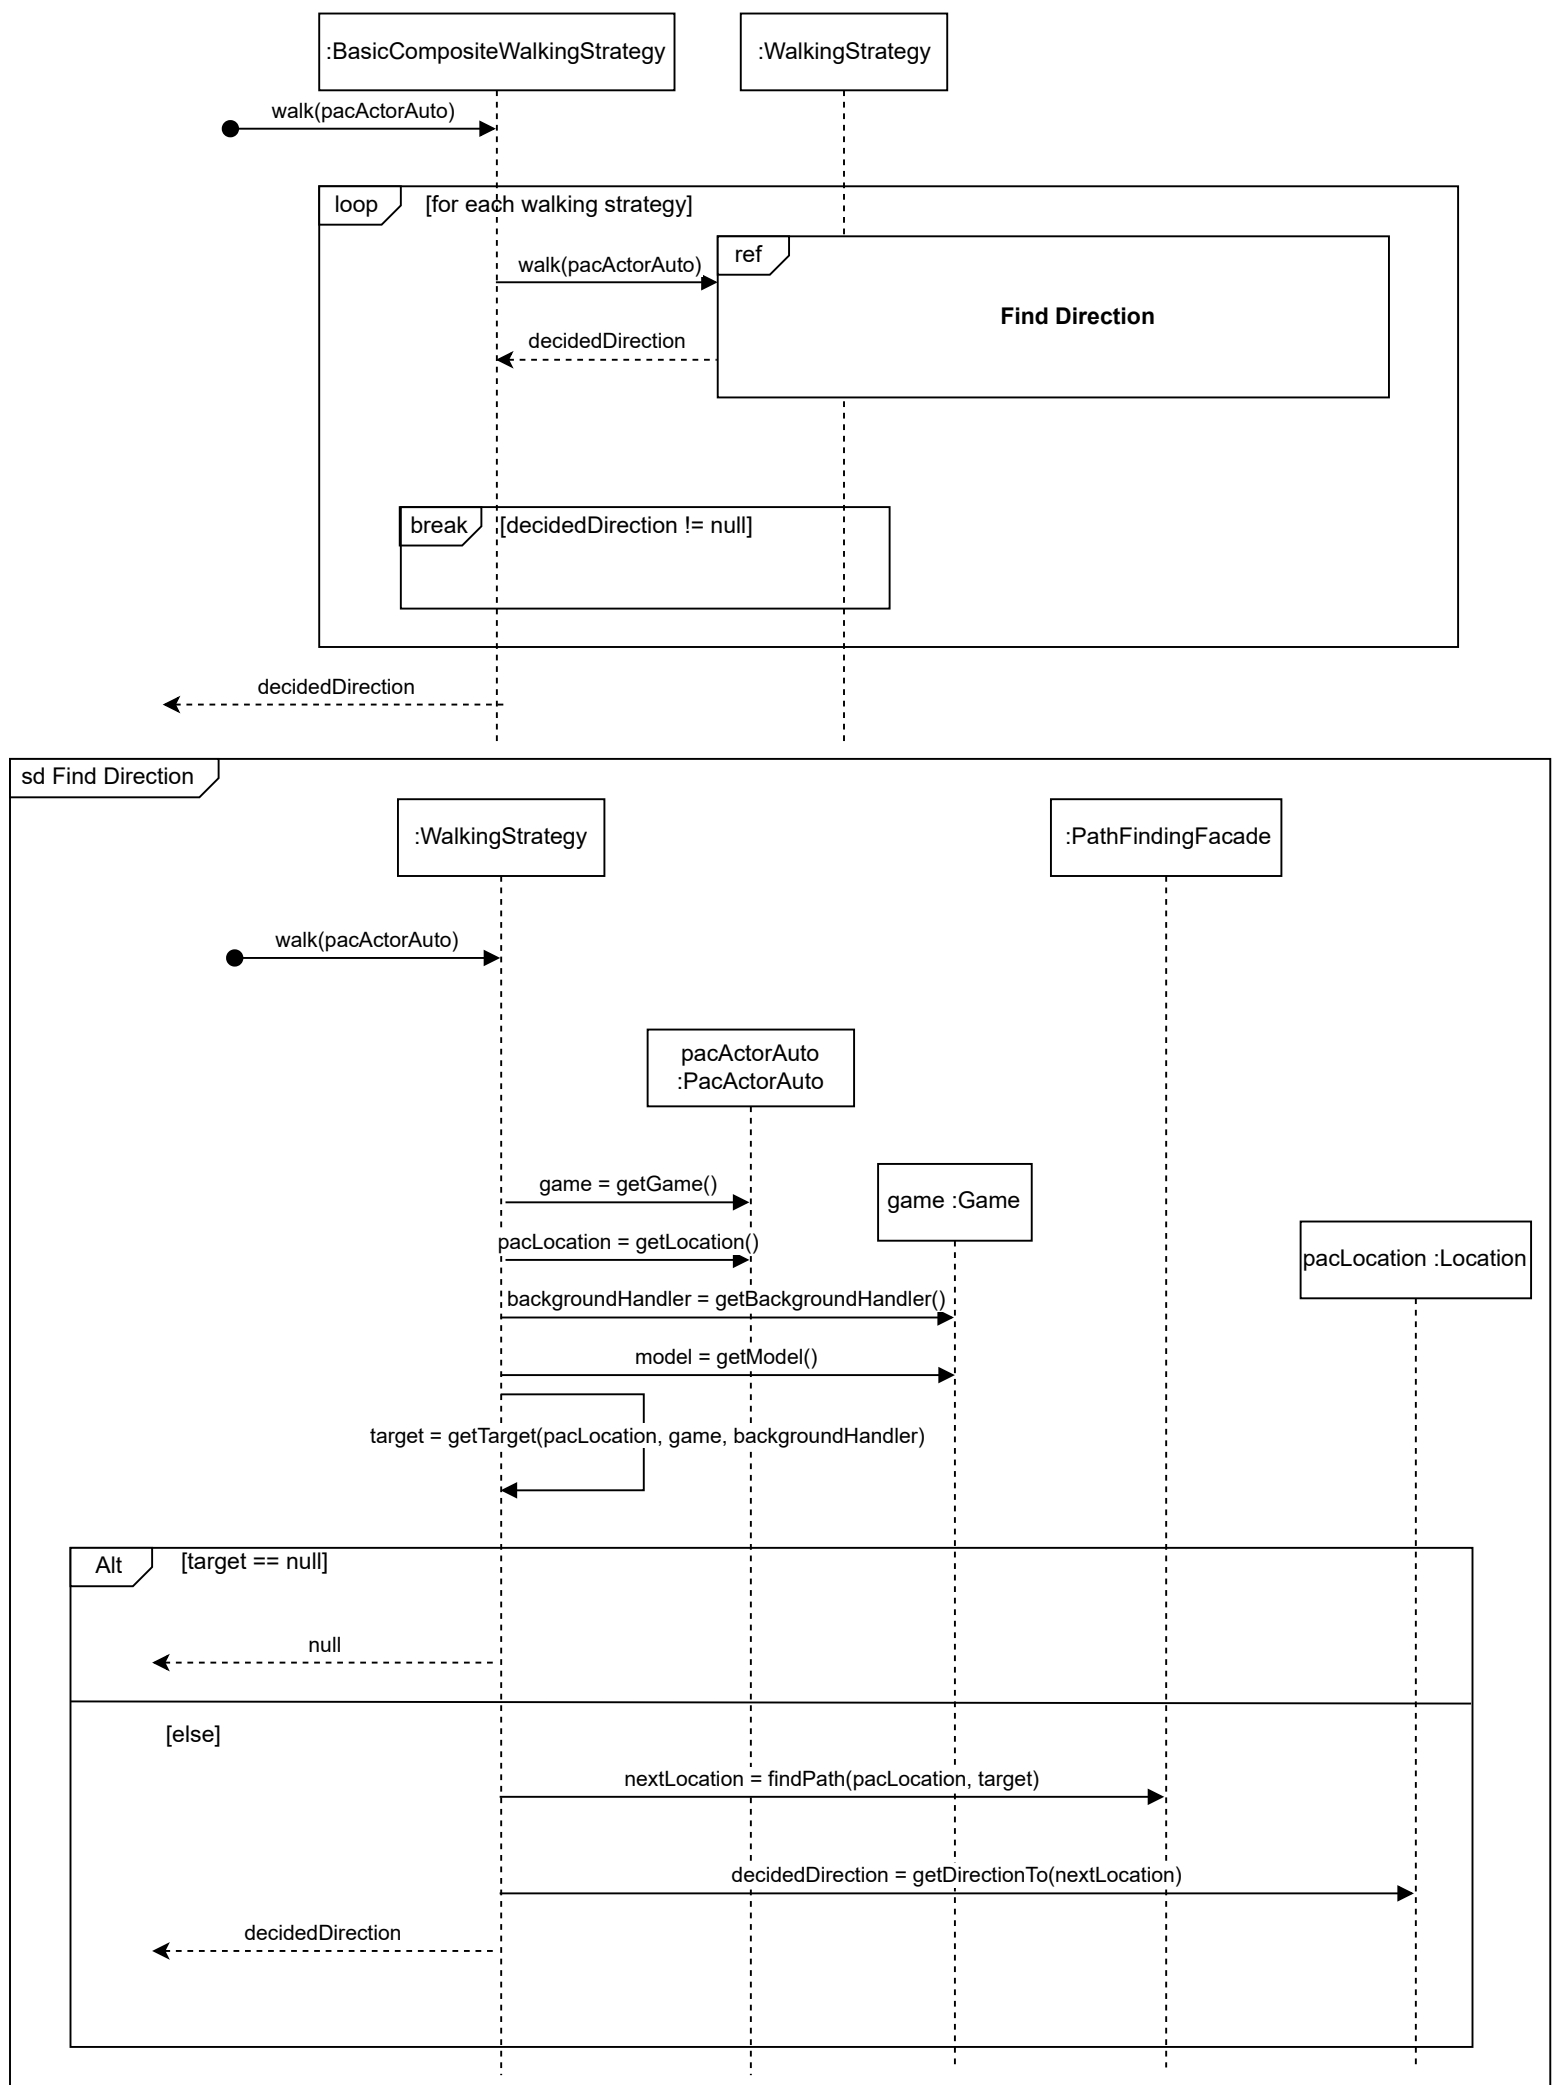 :BasicCompositeWalkingStrategy
:WalkingStrategy
walk(pacActorAuto)
loop
[for each walking strategy]
ref
walk(pacActorAuto)
Find Direction
decidedDirection
break
[decidedDirection != null]
decidedDirection
sd Find Direction
:WalkingStrategy
:PathFindingFacade
walk(pacActorAuto)
pacActorAuto
:PacActorAuto
game = getGame()
game :Game
pacLocation = getLocation()
pacLocation :Location
backgroundHandler = getBackgroundHandler()
model = getModel()
target = getTarget(pacLocation, game, backgroundHandler)
Alt
[target == null]
null
[else]
nextLocation = findPath(pacLocation, target)
decidedDirection = getDirectionTo(nextLocation)
decidedDirection